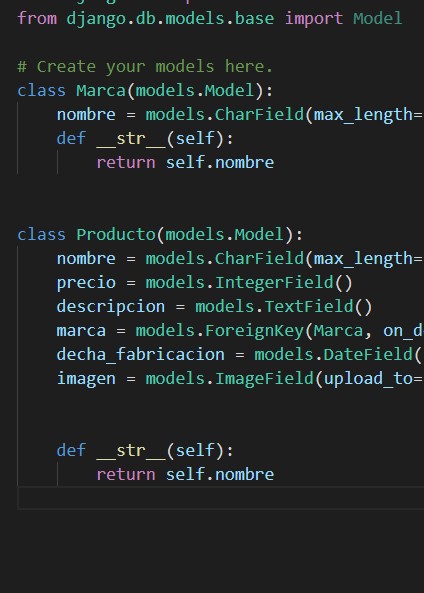 from django.db.models.base import Model
# Create your models here.
class Marca(models.Model):
    nombre = models.CharField(max_length=
    def __str__(self):
        return self.nombre
class Producto(models.Model):
    nombre = models.CharField(max_length=
    precio = models.IntegerField()
    descripcion = models.TextField()
    marca = models.ForeignKey(Marca, on_d
    decha_fabricacion = models.DateField(
    imagen = models.ImageField(upload_to=
    def __str__(self):
        return self.nombre